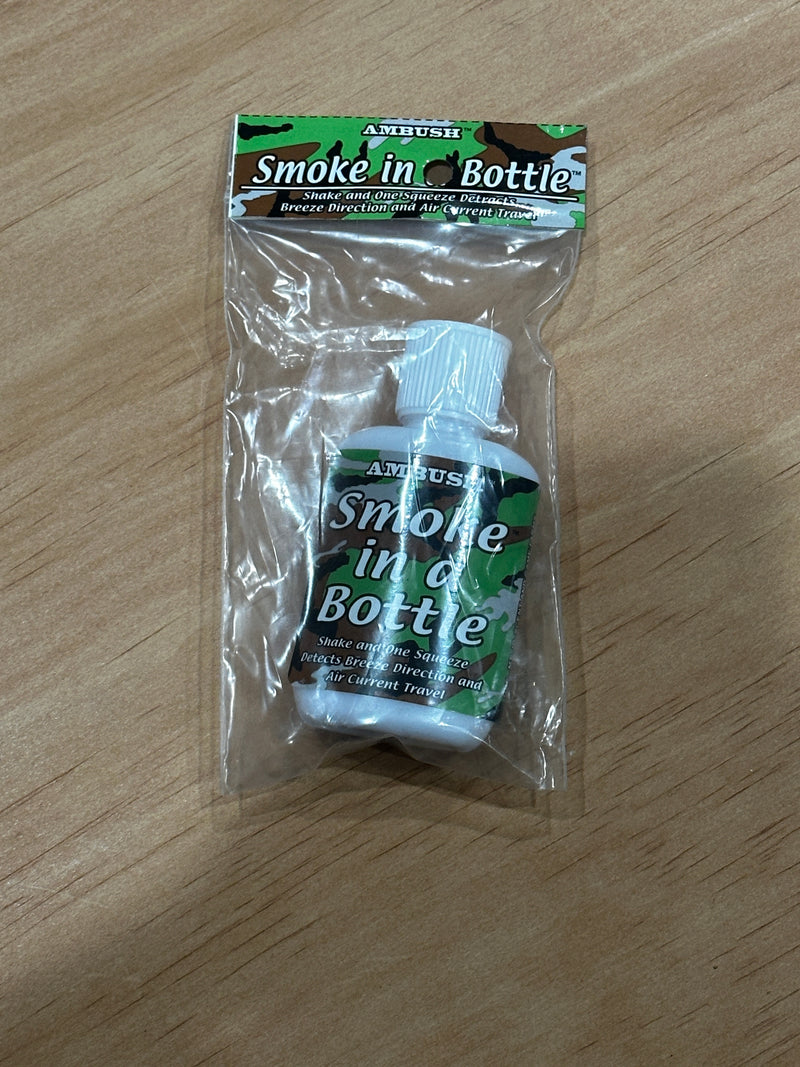 AMBUSH™
Smoke in Bottle™
Shake and One Squeeze Detracts
Breeze Direction and Air Current Travel
AMBUSH
Smoke
in a
Bottle
Shake and One Squeeze
Detects Breeze Direction and
Air Current Travel